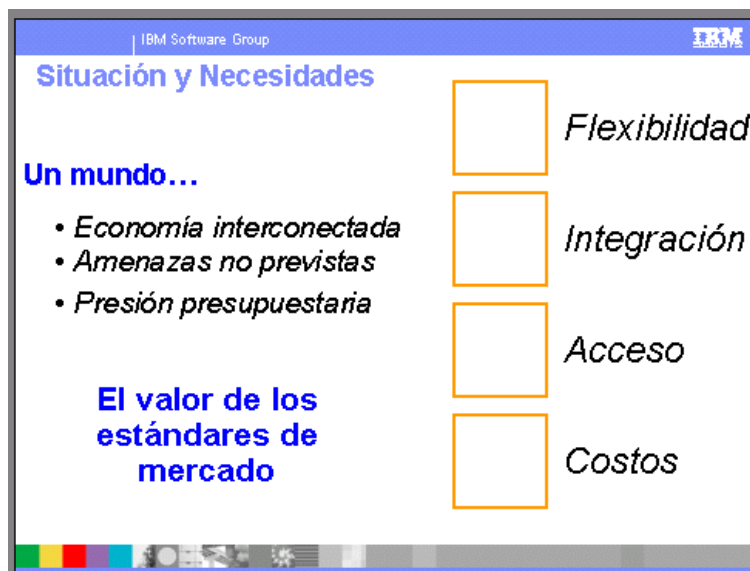 IBM Software Group
IBM
Situación y Necesidades
Un mundo…
• Economía interconectada
• Amenazas no previstas
• Presión presupuestaria
El valor de los
estándares de
mercado
Flexibilidad
Integración
Acceso
Costos